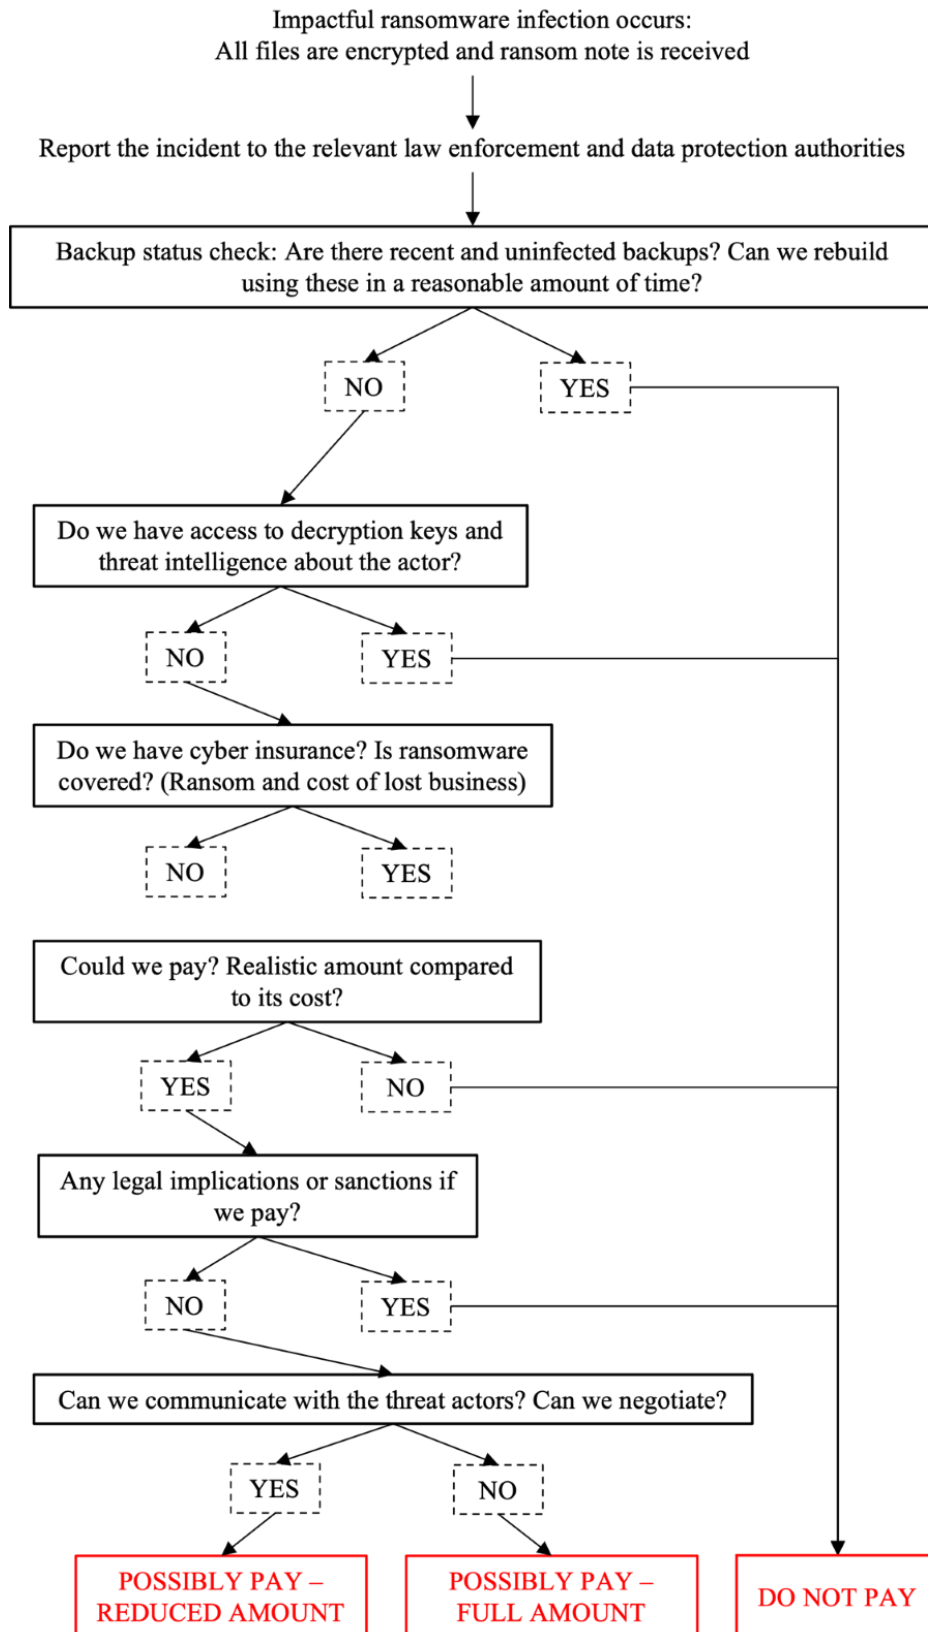 Impactful ransomware infection occurs:
All files are encrypted and ransom note is received
Report the incident to the relevant law enforcement and data protection authorities
Backup status check: Are there recent and uninfected backups? Can we rebuild
using these in a reasonable amount of time?
NO
YES
Do we have access to decryption keys and
threat intelligence about the actor?
NO
YES
Do we have cyber insurance? Is ransomware
covered? (Ransom and cost of lost business)
NO
YES
Could we pay? Realistic amount compared
to its cost?
YES
NO
Any legal implications or sanctions if
we pay?
NO
YES
Can we communicate with the threat actors? Can we negotiate?
YES
NO
POSSIBLY PAY –
REDUCED AMOUNT
POSSIBLY PAY –
FULL AMOUNT
DO NOT PAY